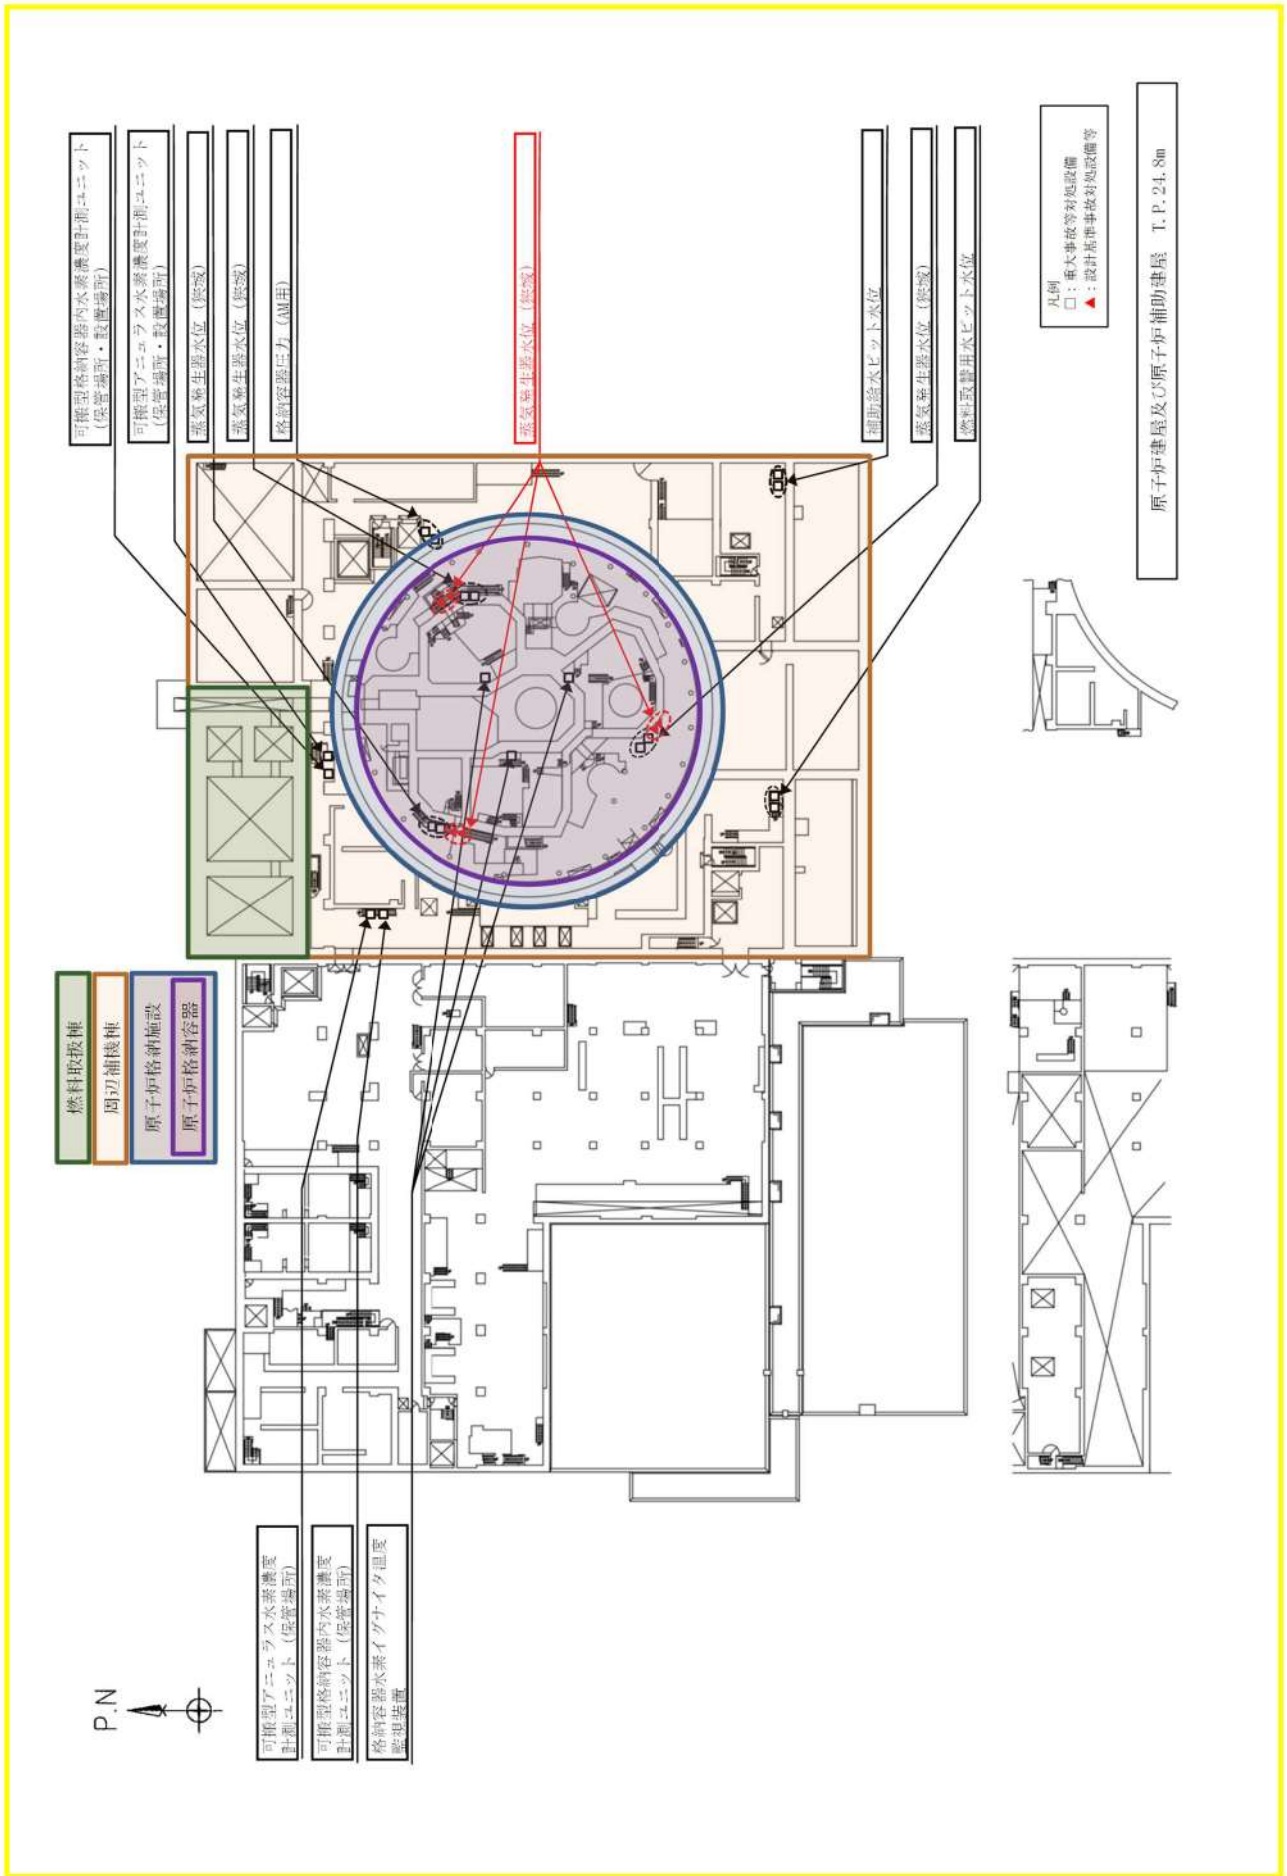 可搬型格納容器内水素濃度計測ユニット
(保管場所・設置場所)
可搬型アニュラス水素濃度計測ユニット
(保管場所・設置場所)
蒸気発生器水位 (狭域)
蒸気発生器水位 (狭域)
格納容器圧力 (AM用)
蒸気発生器水位 (狭域)
補助給水ピット水位
蒸気発生器水位 (狭域)
燃料取替用水ピット水位
凡例
□：重大事故等対処設備
▲：設計基準事故対処設備等
原子炉建屋及び原子炉補助建屋 T.P.24.8m
燃料取扱棟
周辺補機棟
原子炉格納施設
原子炉格納容器
可搬型アニュラス水素濃度
計測ユニット (保管場所)
可搬型格納容器内水素濃度
計測ユニット (保管場所)
格納容器水素イグナイタ温度
監視装置
P.N